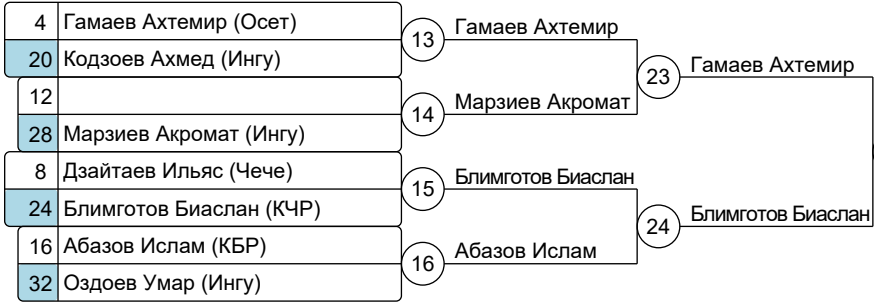 4 Гамаев Ахтемир (Осет)
20 Кодзоев Ахмед (Ингу)
12
28 Марзиев Акромат (Ингу)
8 Дзайтаев Ильяс (Чече)
24 Блимготов Биаслан (КЧР)
16 Абазов Ислам (КБР)
32 Оздоев Умар (Ингу)
13 Гамаев Ахтемир
14 Марзиев Акромат
15 Блимготов Биаслан
16 Абазов Ислам
23 Гамаев Ахтемир
24 Блимготов Биаслан